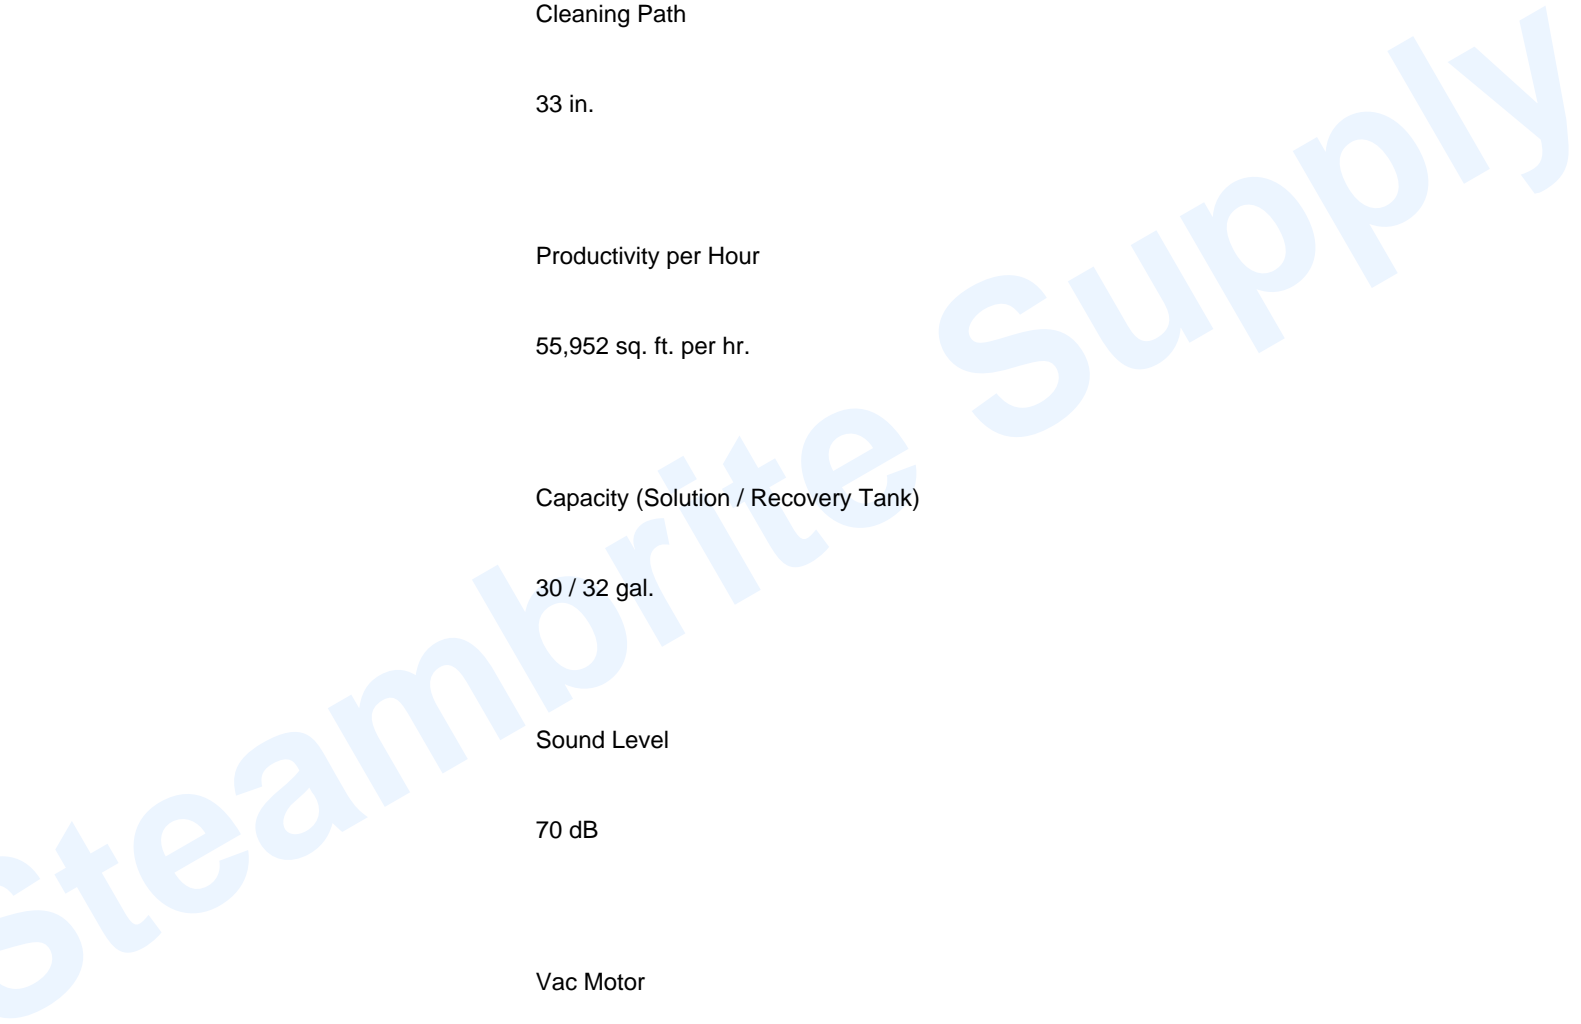 Cleaning Path
33 in.
Productivity per Hour
55,952 sq. ft. per hr.
Capacity (Solution / Recovery Tank)
30 / 32 gal.
Sound Level
70 dB
Vac Motor
Steambrite Supply